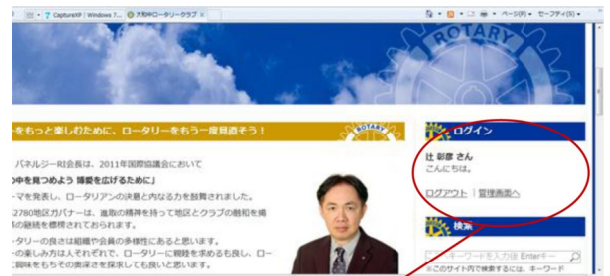 CaptureXP | Windows 7...
大和中ロータリークラブ
ページ(P)
セーフティ(S)
ROTARY
をもっと楽しむために、ロータリーをもう一度見直そう！
ROTARY
ログイン
バネルジーRI会長は、2011年国際協議会において
辻 彰彦 さん
の中を見つめよう 博愛を広げるために」
こんにちは。
ーマを発表し、ロータリアンの決意と内なる力を鼓舞されました。
2780地区ガバナーは、進取の精神を持って地区とクラブの融和を
の継続を標榜されておられます。
ログアウト | 管理画面へ
検索
ータリーの良さは組織や会員の多様性にあると思います。
ーの楽しみ方は人それぞれで、ロータリーに親睦を求めるも良し、ロー
に興味をもちその奥深さを探求しても良いと思います。
キーワードを入力後 Enterキー
※このサイト内で検索するには、キーワード